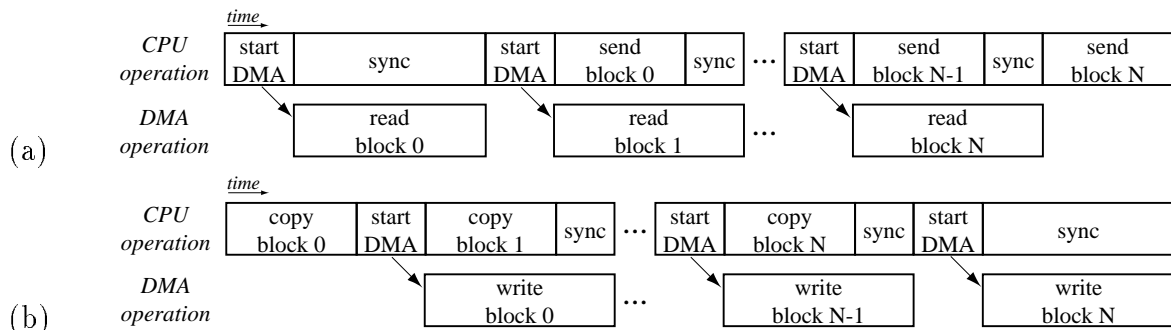 time
CPU
operation
start
DMA
sync
start
DMA
send
block 0
sync
...
start
DMA
send
block N-1
sync
send
block N
(a)
DMA
operation
read
block 0
read
block 1
...
read
block N
time
CPU
operation
copy
block 0
start
DMA
copy
block 1
sync
...
start
DMA
copy
block N
sync
start
DMA
sync
(b)
DMA
operation
write
block 0
...
write
block N-1
write
block N